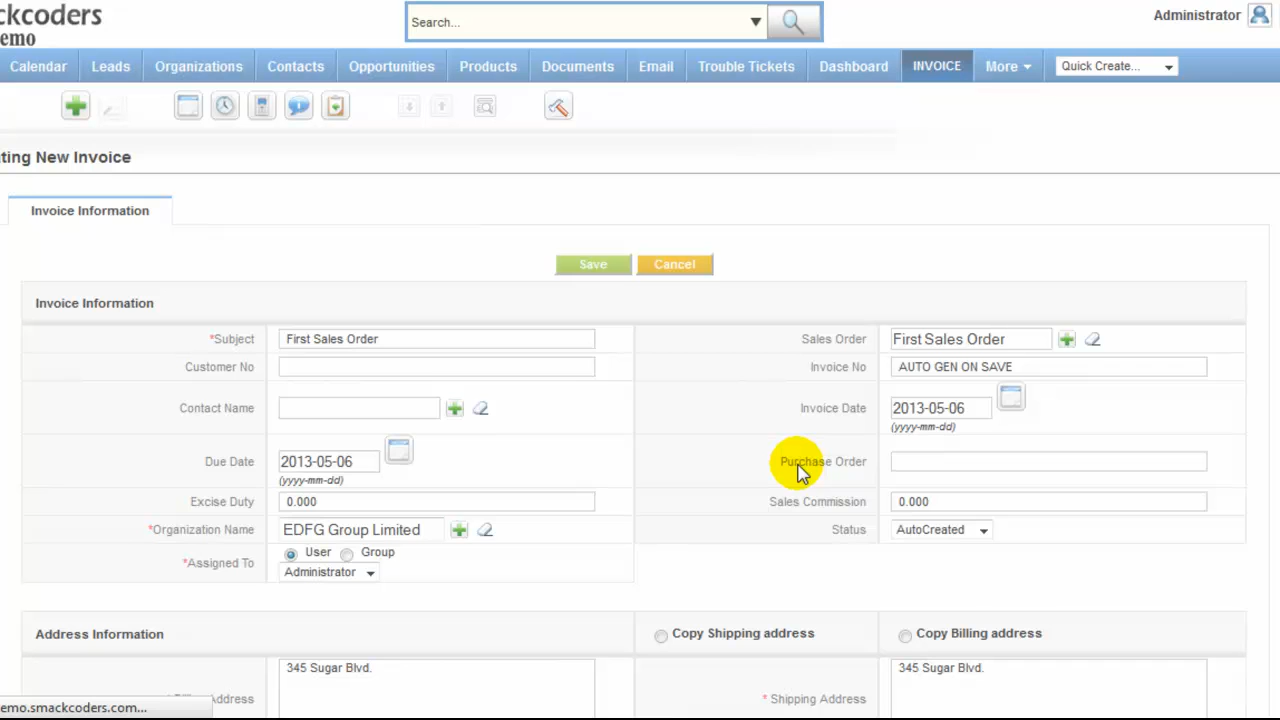 ckcoders
emo
Search...
Administrator
Calendar Leads Organizations Contacts Opportunities Products Documents Email Trouble Tickets Dashboard INVOICE More Quick Create...
ting New Invoice
Invoice Information
Save Cancel
Invoice Information
*Subject First Sales Order Sales Order First Sales Order
Customer No Invoice No AUTO GEN ON SAVE
Contact Name Invoice Date 2013-05-06
(yyyy-mm-dd)
Due Date 2013-05-06 Purchase Order
(yyyy-mm-dd)
Excise Duty 0.000 Sales Commission 0.000
*Organization Name EDFG Group Limited Status AutoCreated
*Assigned To User Group
Administrator
Address Information Copy Shipping address Copy Billing address
345 Sugar Blvd. 345 Sugar Blvd.
Address * Shipping Address
emo.smackcoders.com...